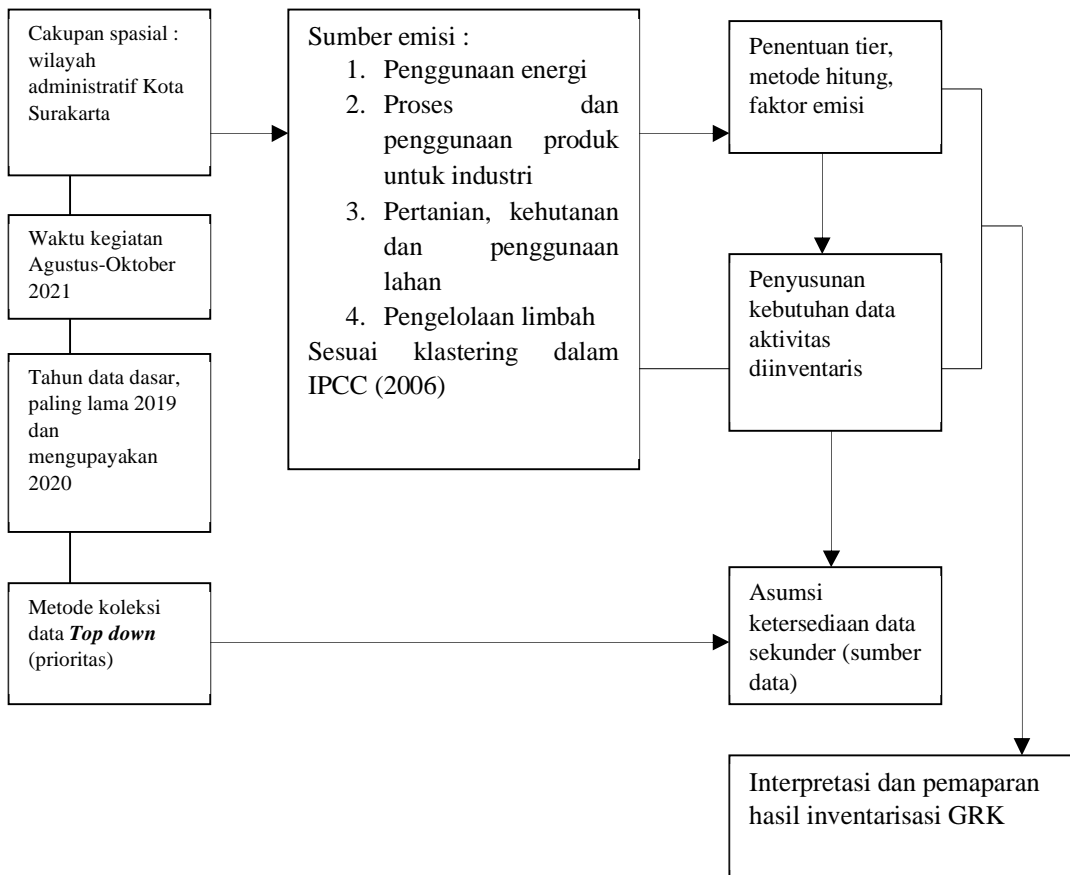 Cakupan spasial :
wilayah
administratif Kota
Surakarta
Waktu kegiatan
Agustus-Oktober
2021
Tahun data dasar,
paling lama 2019
dan
mengupayakan
2020
Metode koleksi
data Top down
(prioritas)
Sumber emisi :
1. Penggunaan energi
2. Proses dan
penggunaan produk
untuk industri
3. Pertanian, kehutanan
dan penggunaan
lahan
4. Pengelolaan limbah
Sesuai klastering dalam
IPCC (2006)
Penentuan tier,
metode hitung,
faktor emisi
Penyusunan
kebutuhan data
aktivitas
diinventaris
Asumsi
ketersediaan data
sekunder (sumber
data)
Interpretasi dan pemaparan
hasil inventarisasi GRK